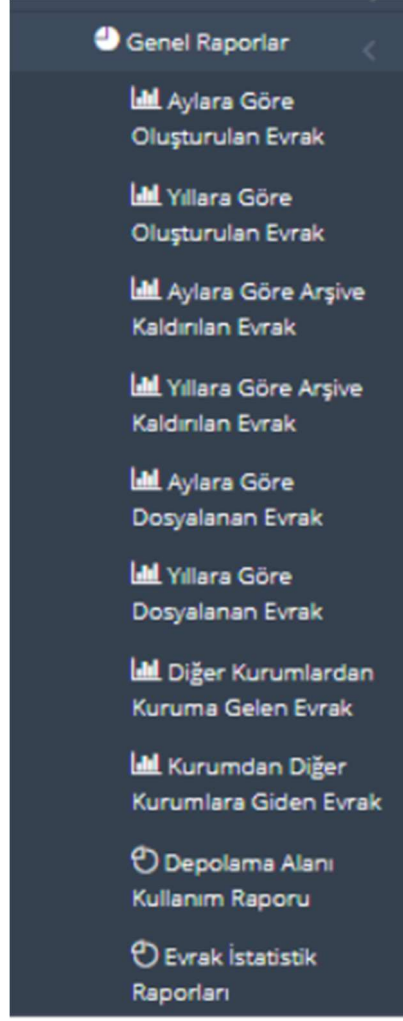 Genel Raporlar
Aylara Göre
Oluşturulan Evrak
Yıllara Göre
Oluşturulan Evrak
Aylara Göre Arşive
Kaldırılan Evrak
Yıllara Göre Arşive
Kaldırılan Evrak
Aylara Göre
Dosyalanan Evrak
Yıllara Göre
Dosyalanan Evrak
Diğer Kurumlardan
Kuruma Gelen Evrak
Kurumdan Diğer
Kurumlara Giden Evrak
Depolama Alanı
Kullanım Raporu
Evrak İstatistik
Raporları